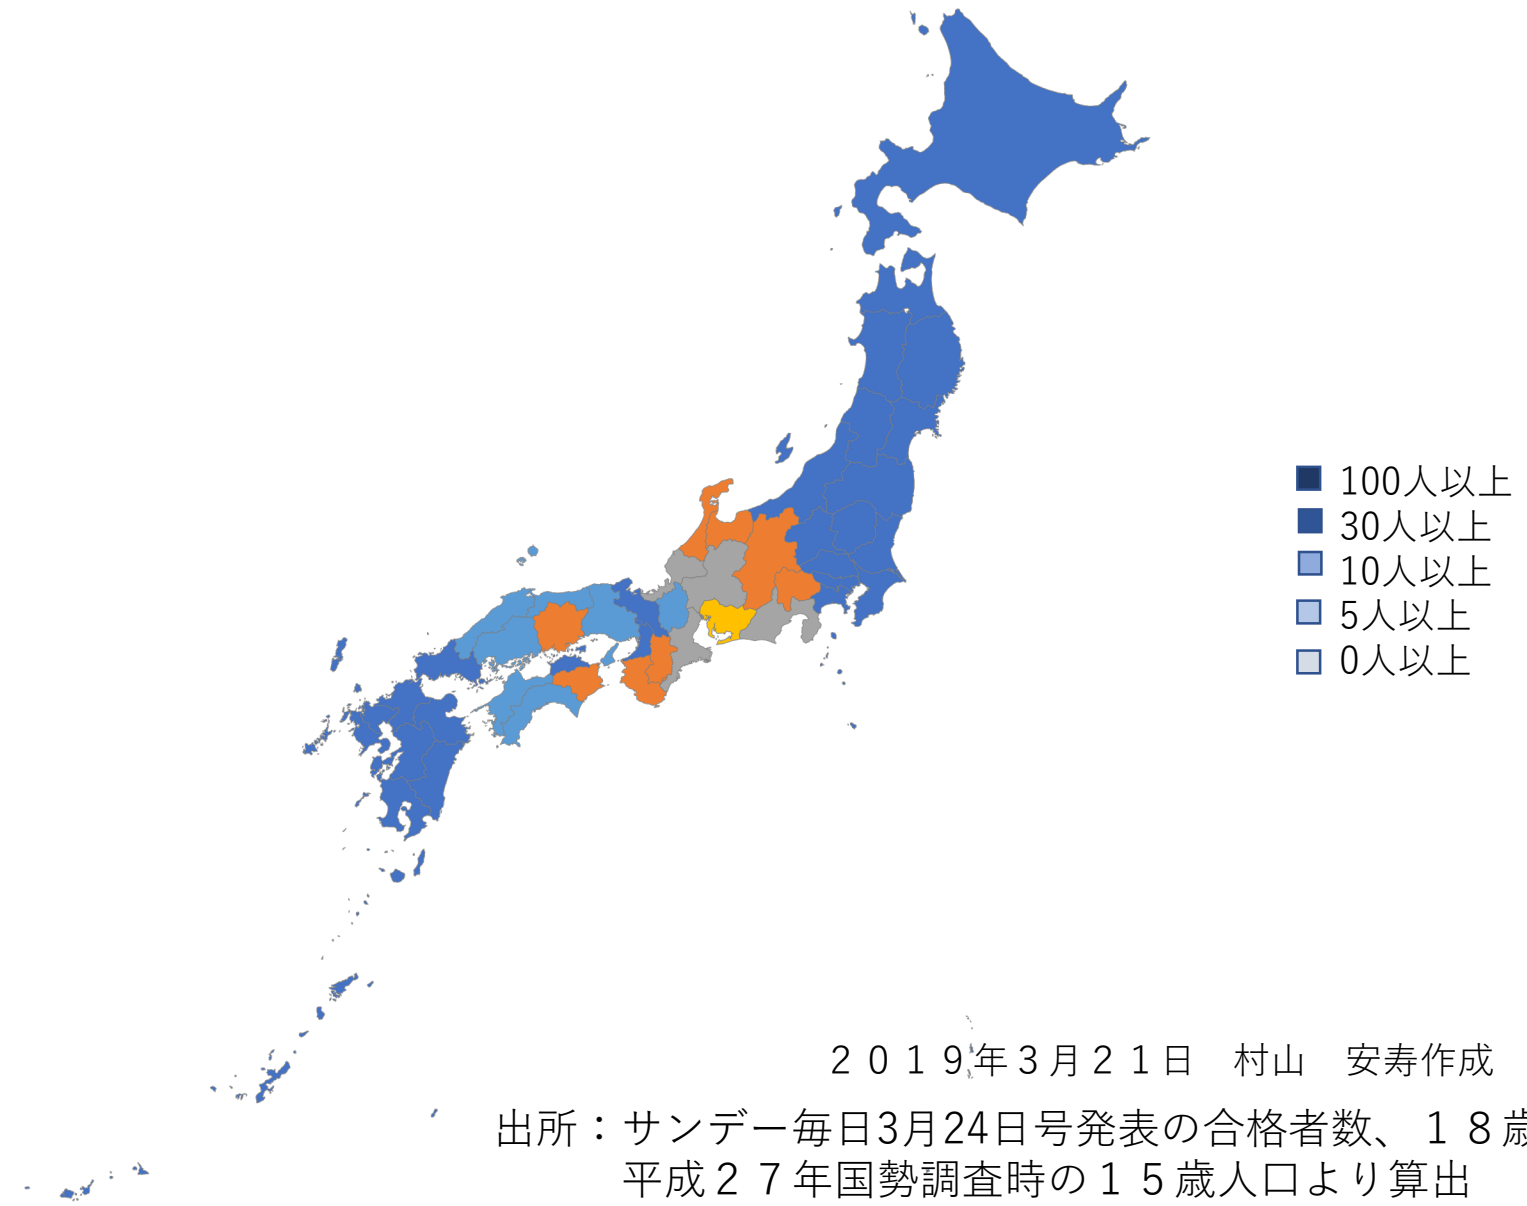 100人以上
30人以上
10人以上
5人以上
0人以上
２０１９年３月２１日　村山　安寿作成
出所：サンデー毎日3月24日号発表の合格者数、１８歳
平成２７年国勢調査時の１５歳人口より算出